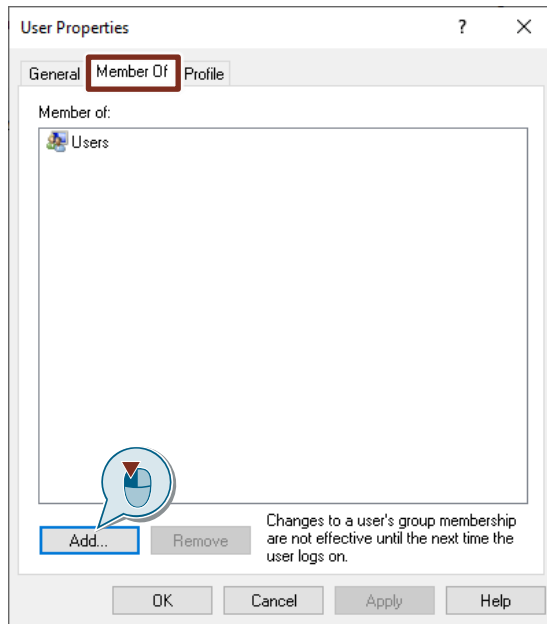 User Properties
?
General Member Of Profile
Member of:
Users
Add... Remove
Changes to a user's group membership
are not effective until the next time the
user logs on.
OK Cancel Apply Help